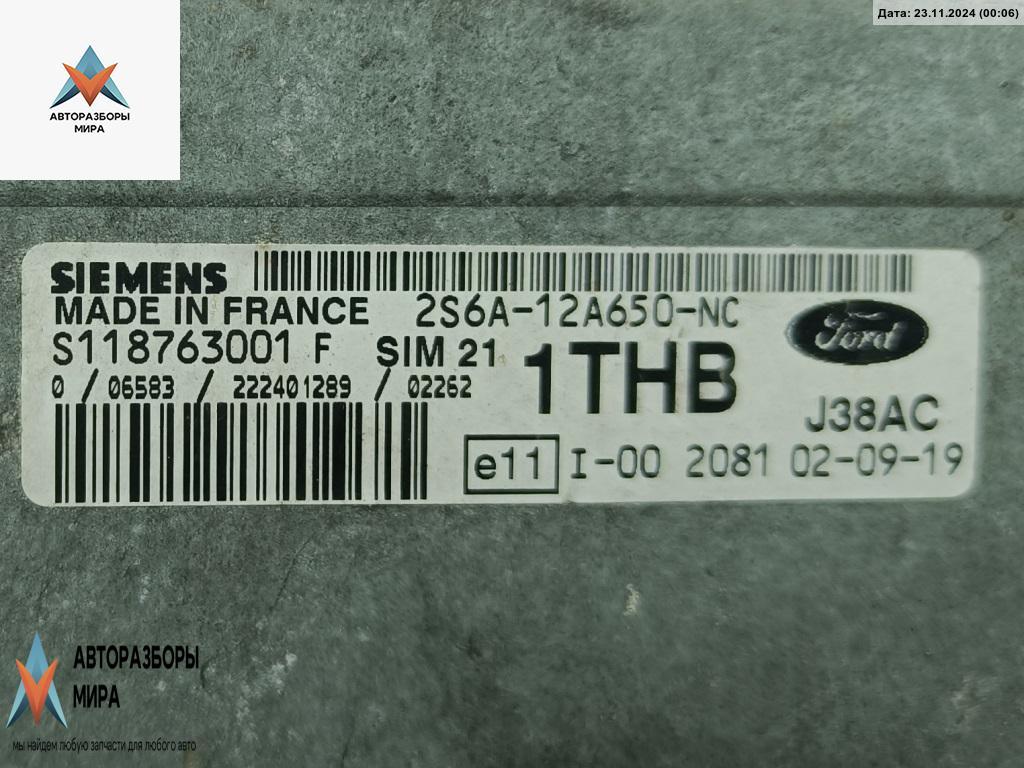 Дата: 23.11.2024 (00:06)
АВТОРАЗБОРЫ
МИРА
SIEMENS
MADE IN FRANCE 2S6A-12A650-NC
Ford
S118763001 F SIM 21 1THB
0 / 06583 / 222401289 / 02262
J38AC
e11 I-00 2081 02-09-19
АВТОРАЗБОРЫ
МИРА
мы найдем любую запчасти для любого авто